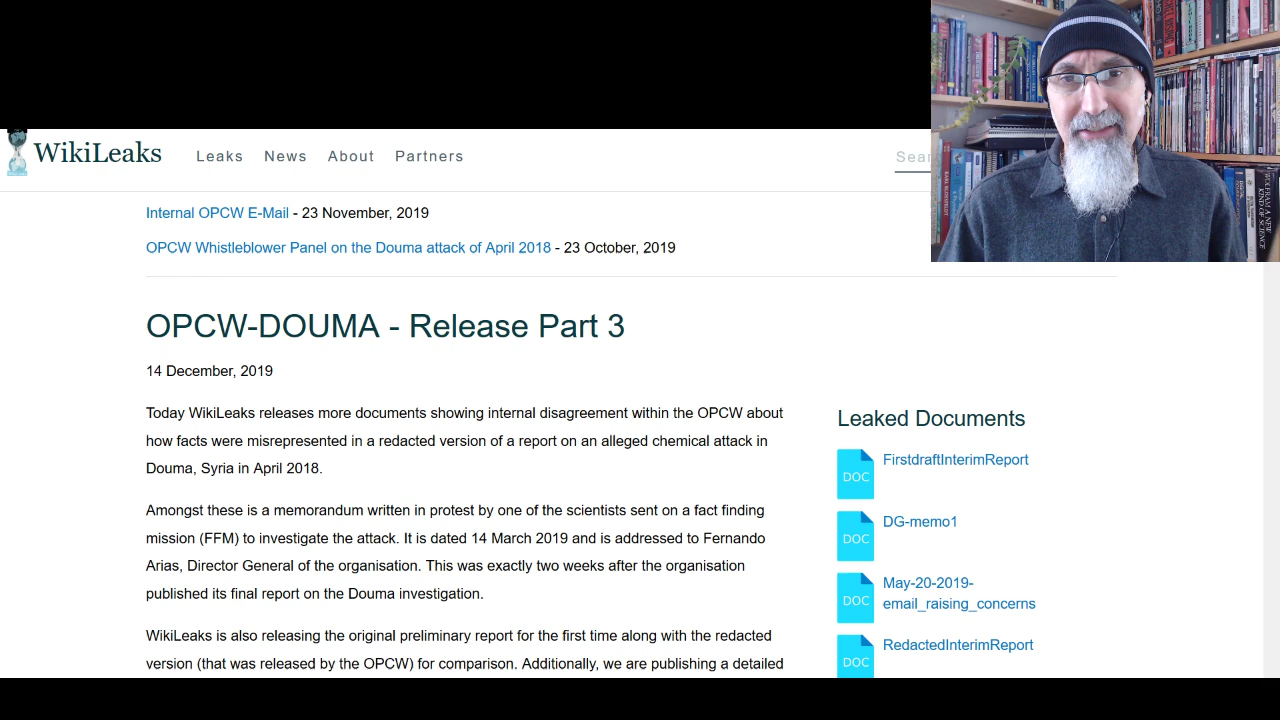 WikiLeaks
Leaks News About Partners
Sear
Internal OPCW E-Mail - 23 November, 2019
OPCW Whistleblower Panel on the Douma attack of April 2018 - 23 October, 2019
OPCW-DOUMA - Release Part 3
14 December, 2019
Today WikiLeaks releases more documents showing internal disagreement within the OPCW about
how facts were misrepresented in a redacted version of a report on an alleged chemical attack in
Douma, Syria in April 2018.
Amongst these is a memorandum written in protest by one of the scientists sent on a fact finding
mission (FFM) to investigate the attack. It is dated 14 March 2019 and is addressed to Fernando
Arias, Director General of the organisation. This was exactly two weeks after the organisation
published its final report on the Douma investigation.
WikiLeaks is also releasing the original preliminary report for the first time along with the redacted
version (that was released by the OPCW) for comparison. Additionally, we are publishing a detailed
Leaked Documents
DOC
FirstdraftInterimReport
DOC
DG-memo1
DOC
May-20-2019-
email_raising_concerns
DOC
RedactedInterimReport
KARL BLOSSFELDT
WOLFRAM A NEW
KIND OF SCIENCE